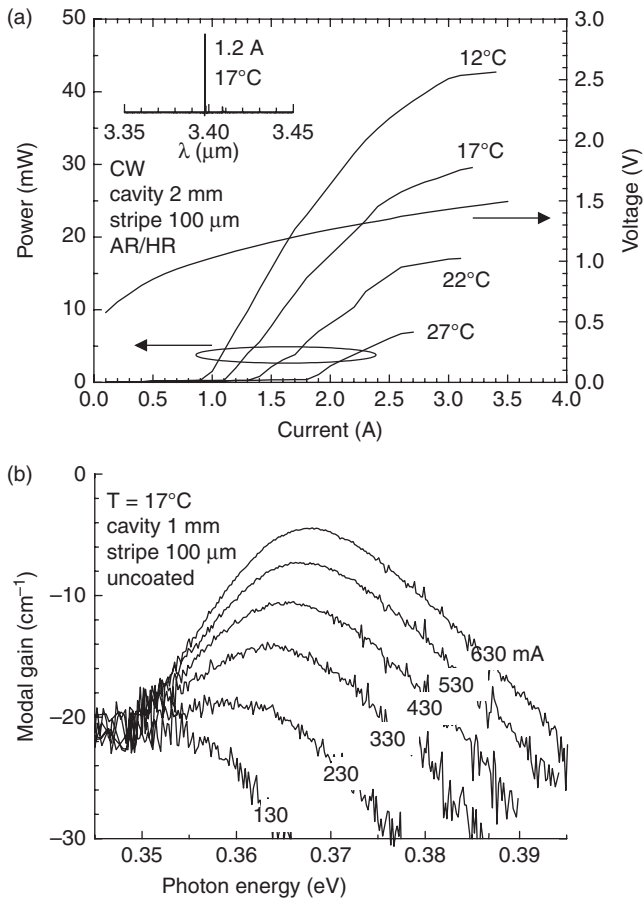 (a)
50
40
30
20
10
0
Power (mW)
3.0
2.5
2.0
1.5
1.0
0.5
0.0
Voltage (V)
1.2 A
17°C
3.35 3.40 3.45
λ (μm)
CW
cavity 2 mm
stripe 100 μm
AR/HR
12°C
17°C
22°C
27°C
0.0 0.5 1.0 1.5 2.0 2.5 3.0 3.5 4.0
Current (A)
(b)
0
−10
−20
−30
Modal gain (cm⁻¹)
T = 17°C
cavity 1 mm
stripe 100 μm
uncoated
630 mA
530
430
330
230
130
0.35 0.36 0.37 0.38 0.39
Photon energy (eV)